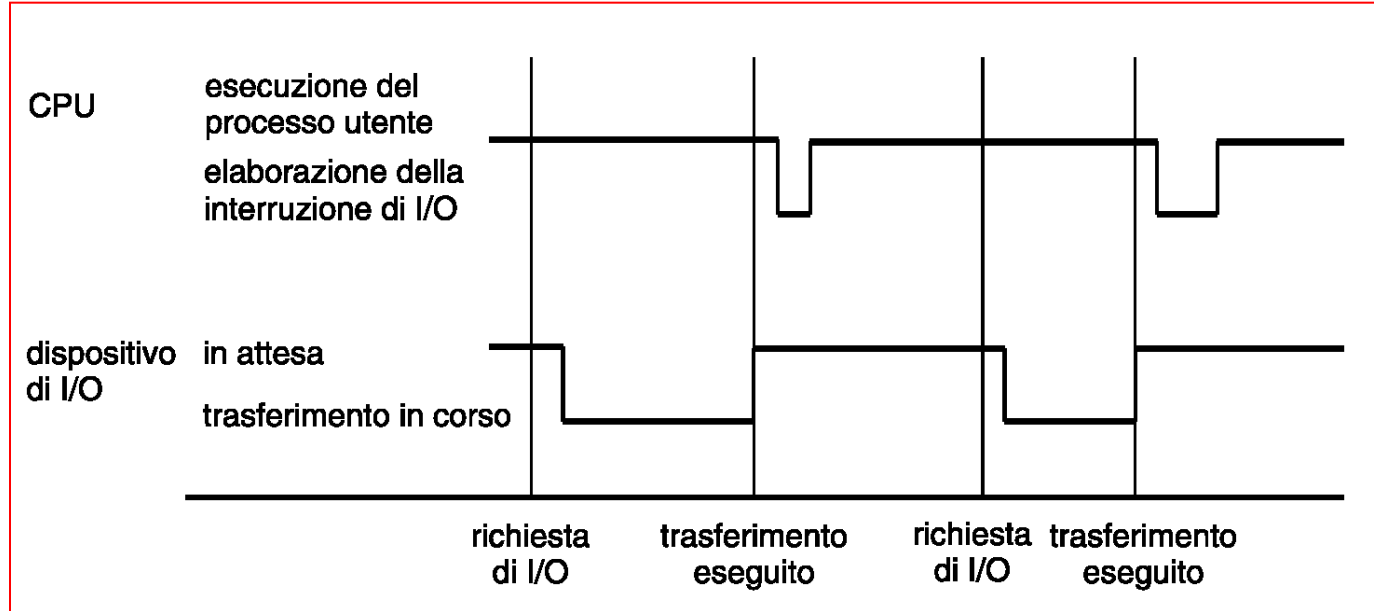 CPU
esecuzione del
processo utente
elaborazione della
interruzione di I/O
dispositivo
di I/O
in attesa
trasferimento in corso
richiesta
di I/O
trasferimento
eseguito
richiesta
di I/O
trasferimento
eseguito